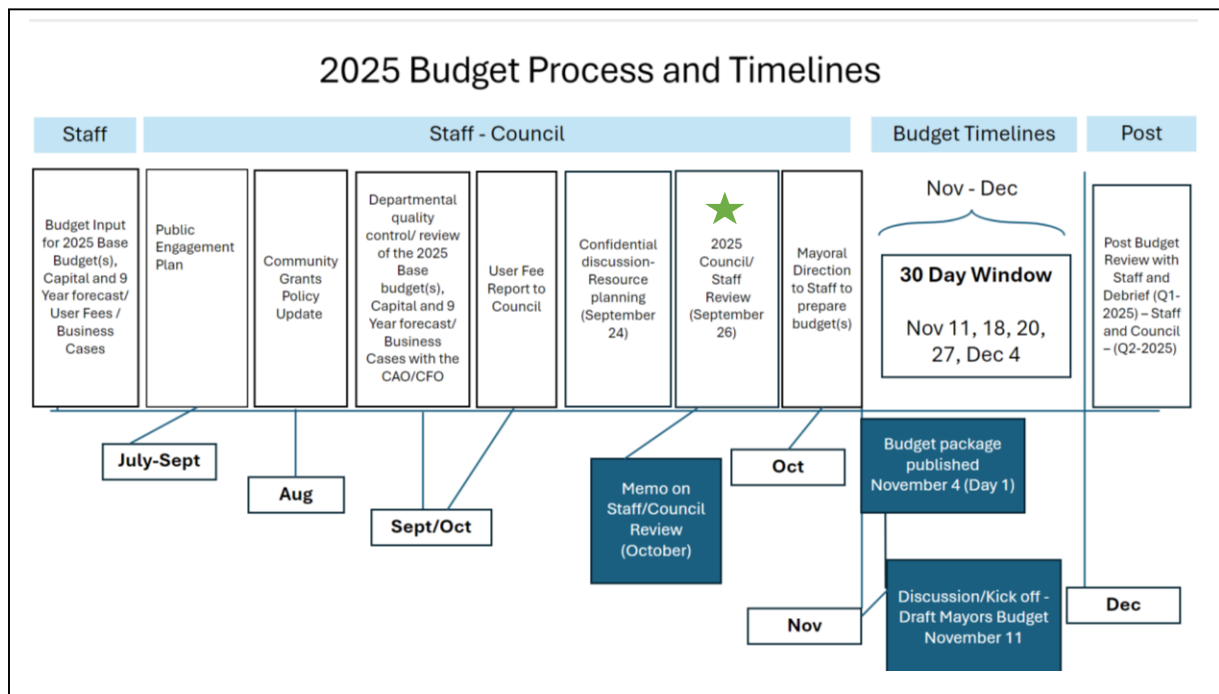 2025 Budget Process and Timelines
Staff
Staff - Council
Budget Timelines
Post
Budget Input
for 2025 Base
Budget(s),
Capital and 9
Year forecast/
User Fees /
Business
Cases
Public
Engagement
Plan
Community
Grants
Policy
Update
Departmental
quality
control/ review
of the 2025
Base
budget(s),
Capital and 9
Year forecast/
Business
Cases with the
CAO/CFO
User Fee
Report to
Council
Confidential
discussion-
Resource
planning
(September
24)
2025
Council/
Staff
Review
(September
26)
Mayoral
Direction
to Staff to
prepare
budget(s)
Nov - Dec
30 Day Window
Nov 11, 18, 20,
27, Dec 4
Post Budget
Review with
Staff and
Debrief (Q1-
2025) – Staff
and Council
– (Q2-2025)
July-Sept
Aug
Sept/Oct
Memo on
Staff/Council
Review
(October)
Oct
Budget package
published
November 4 (Day 1)
Nov
Discussion/Kick off -
Draft Mayors Budget
November 11
Dec